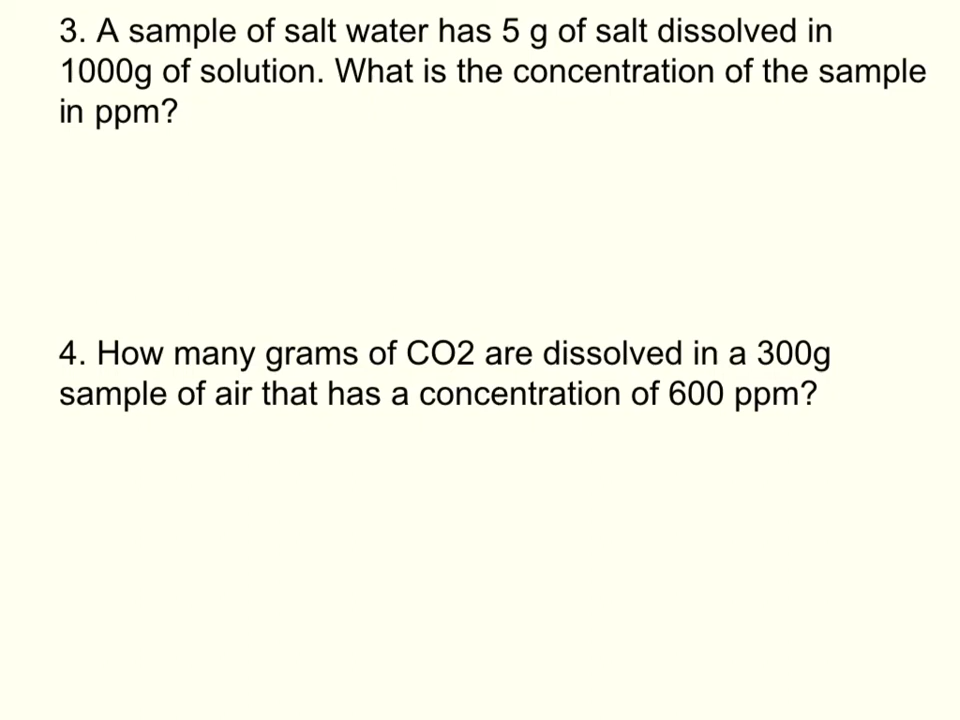 3. A sample of salt water has 5 g of salt dissolved in
1000g of solution. What is the concentration of the sample
in ppm?
4. How many grams of CO2 are dissolved in a 300g
sample of air that has a concentration of 600 ppm?